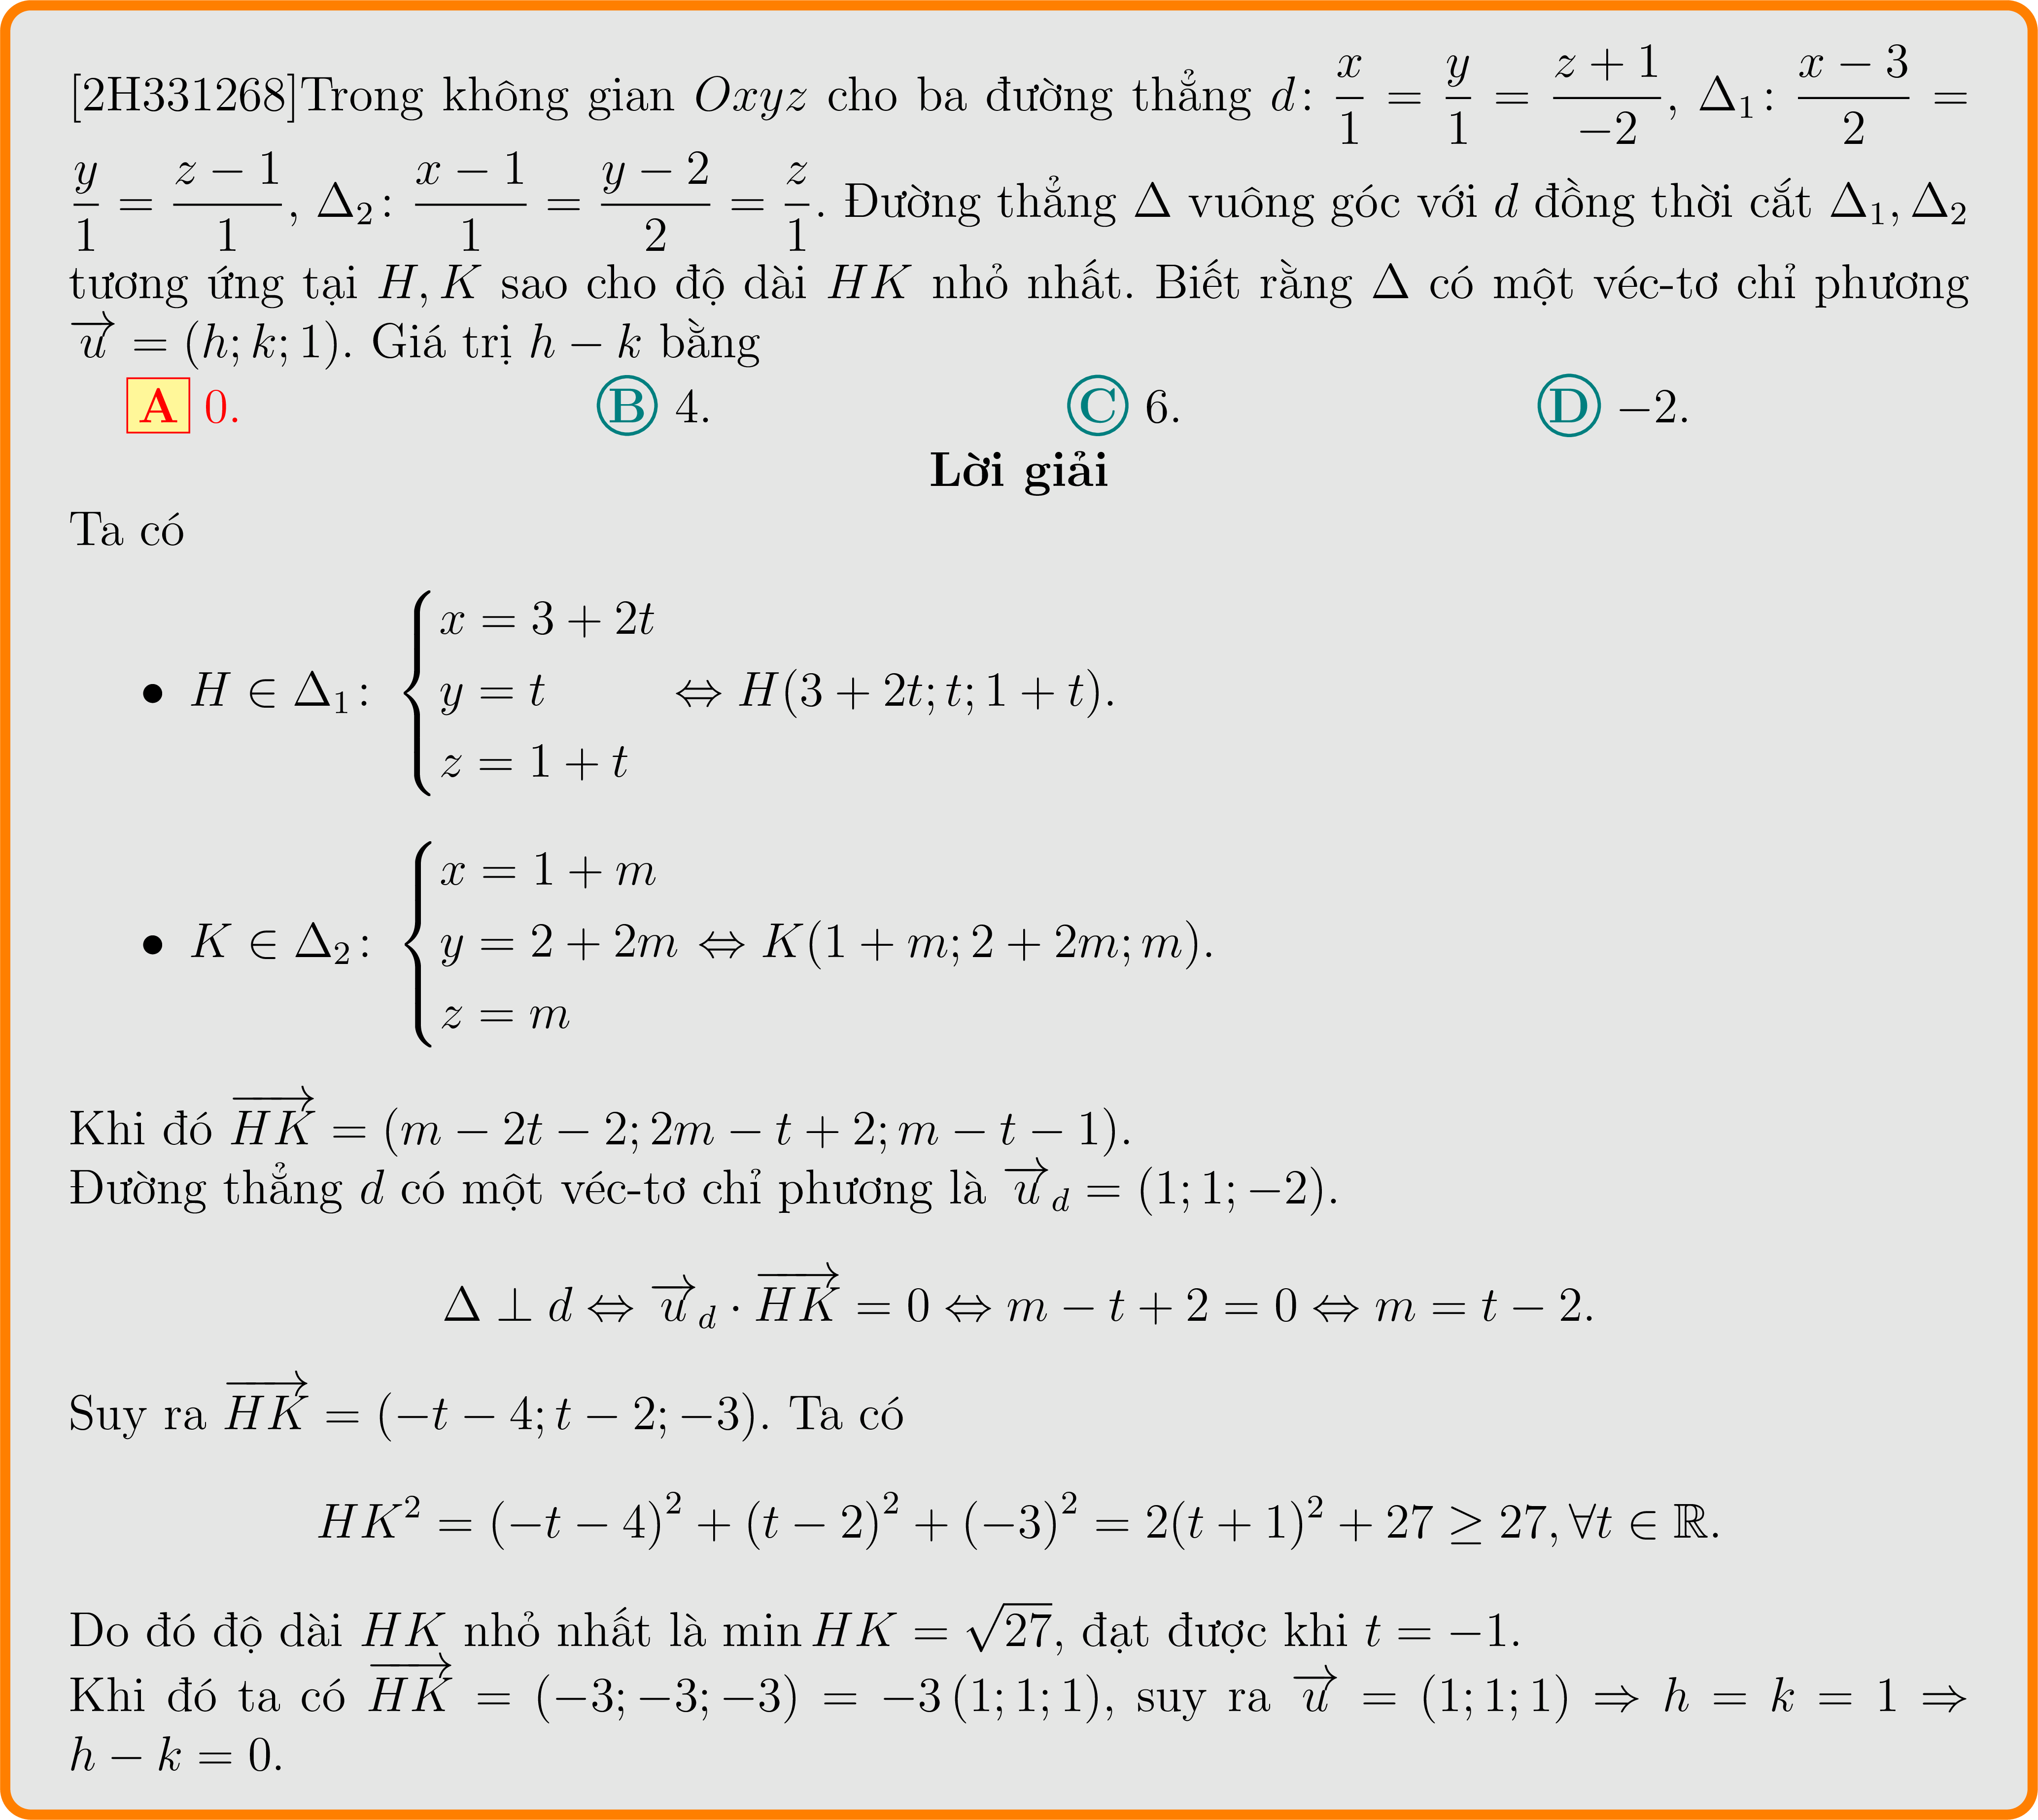 [2H331268]Trong không gian $Oxyz$ cho ba đường thẳng $d\colon \dfrac{x}{1} = \dfrac{y}{1} = \dfrac{z+1}{-2}$, $\Delta_1\colon \dfrac{x-3}{2} =$
$\dfrac{y}{1} = \dfrac{z-1}{1}$, $\Delta_2\colon \dfrac{x-1}{1} = \dfrac{y-2}{2} = \dfrac{z}{1}$. Đường thẳng $\Delta$ vuông góc với $d$ đồng thời cắt $\Delta_1, \Delta_2$
tương ứng tại $H, K$ sao cho độ dài $HK$ nhỏ nhất. Biết rằng $\Delta$ có một véc-tơ chỉ phương
$\overrightarrow{u} = (h; k; 1)$. Giá trị $h - k$ bằng
A 0. B 4. C 6. D −2.
Lời giải
Ta có
• $H \in \Delta_1\colon \begin{cases} x = 3 + 2t \\ y = t \\ z = 1 + t \end{cases} \Leftrightarrow H(3 + 2t; t; 1 + t)$.
• $K \in \Delta_2\colon \begin{cases} x = 1 + m \\ y = 2 + 2m \\ z = m \end{cases} \Leftrightarrow K(1 + m; 2 + 2m; m)$.
Khi đó $\overrightarrow{HK} = (m - 2t - 2; 2m - t + 2; m - t - 1)$.
Đường thẳng $d$ có một véc-tơ chỉ phương là $\overrightarrow{u}_d = (1; 1; -2)$.
$\Delta \perp d \Leftrightarrow \overrightarrow{u}_d \cdot \overrightarrow{HK} = 0 \Leftrightarrow m - t + 2 = 0 \Leftrightarrow m = t - 2.$
Suy ra $\overrightarrow{HK} = (-t - 4; t - 2; -3)$. Ta có
$HK^2 = (-t - 4)^2 + (t - 2)^2 + (-3)^2 = 2(t + 1)^2 + 27 \geq 27, \forall t \in \mathbb{R}.$
Do đó độ dài $HK$ nhỏ nhất là $\min HK = \sqrt{27}$, đạt được khi $t = -1$.
Khi đó ta có $\overrightarrow{HK} = (-3; -3; -3) = -3(1; 1; 1)$, suy ra $\overrightarrow{u} = (1; 1; 1) \Rightarrow h = k = 1 \Rightarrow$
$h - k = 0$.